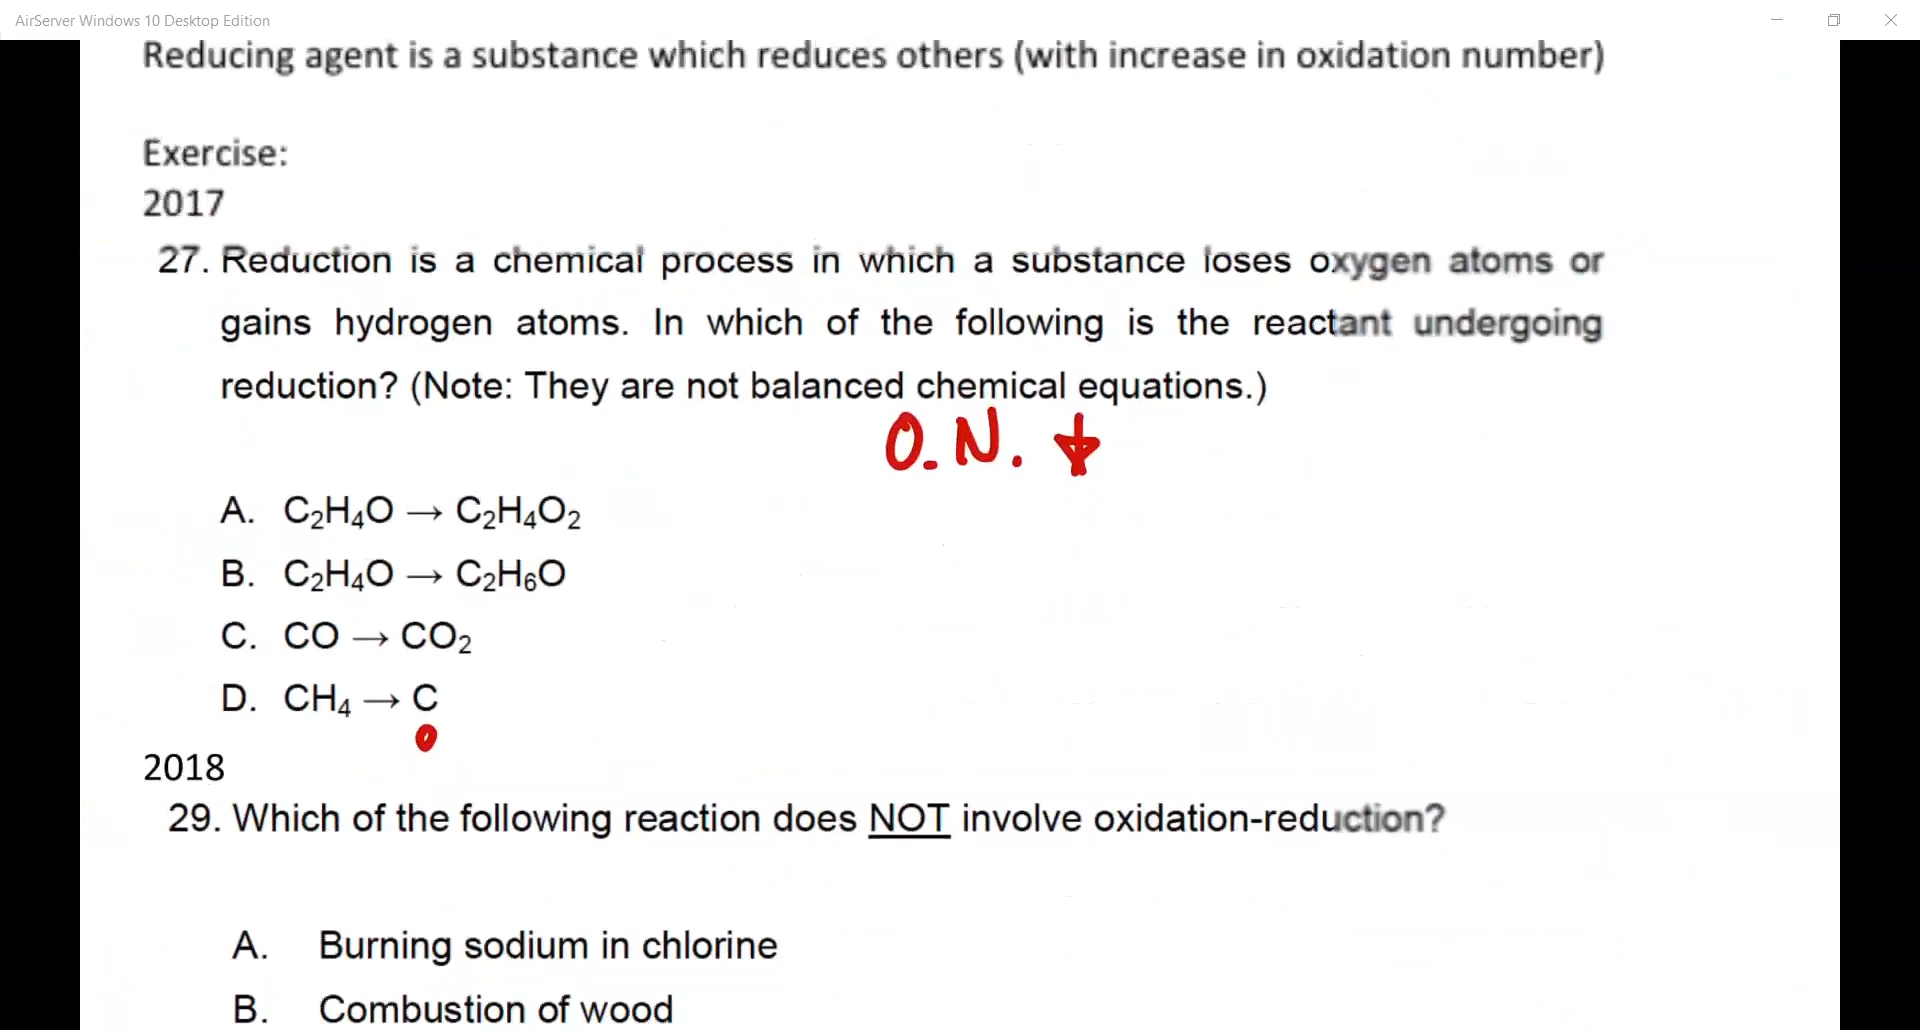 AirServer Windows 10 Desktop Edition
Reducing agent is a substance which reduces others (with increase in oxidation number)
Exercise:
2017
27. Reduction is a chemical process in which a substance loses oxygen atoms or
gains hydrogen atoms. In which of the following is the reactant undergoing
reduction? (Note: They are not balanced chemical equations.)
O.N. ↓
A. C₂H₄O → C₂H₄O₂
B. C₂H₄O → C₂H₆O
C. CO → CO₂
D. CH₄ → C
0
2018
29. Which of the following reaction does NOT involve oxidation-reduction?
A. Burning sodium in chlorine
B. Combustion of wood